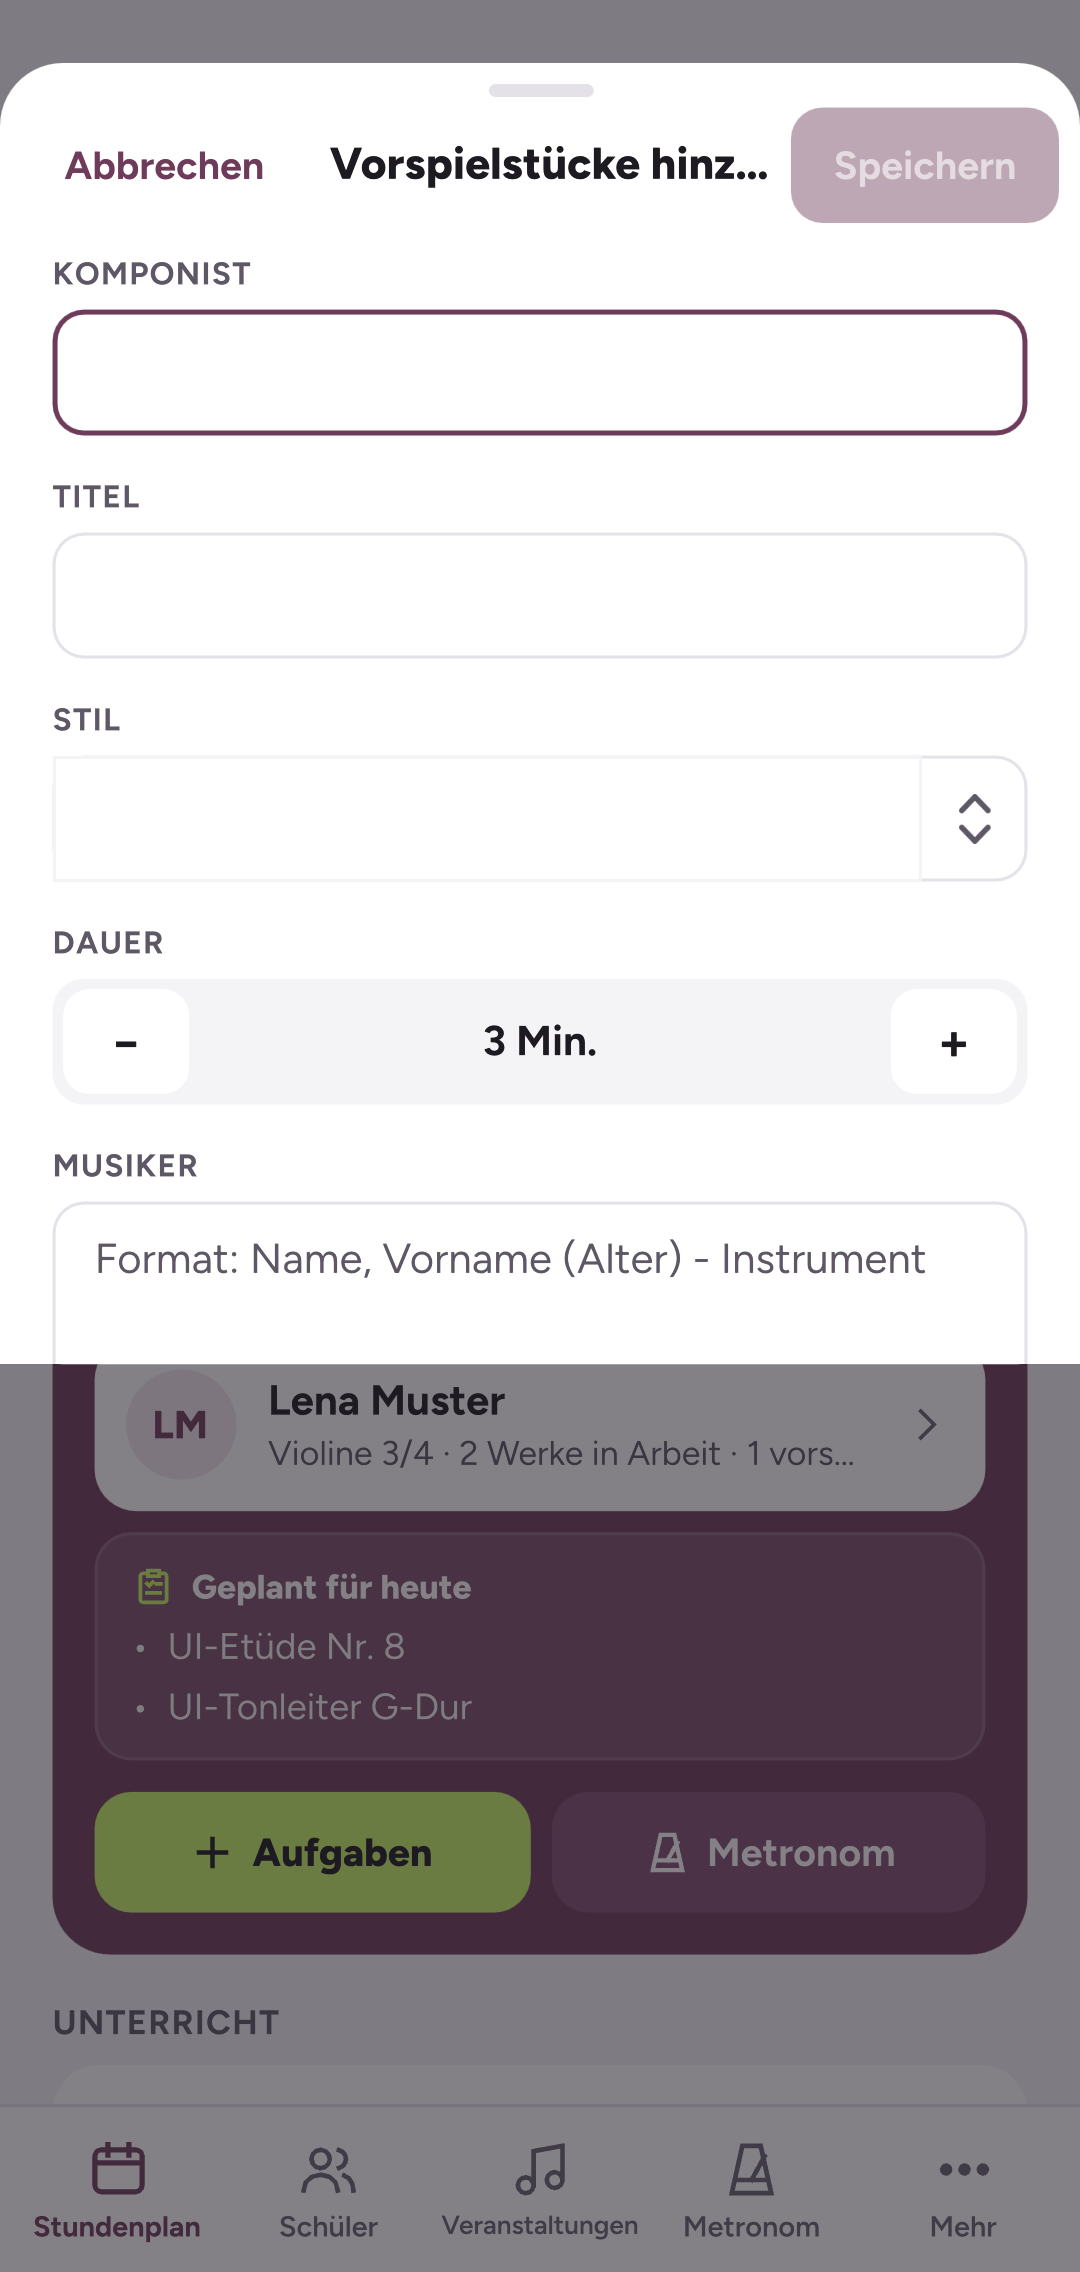 Abbrechen
Vorspielstücke hinz...
Speichern
KOMPONIST
TITEL
STIL
DAUER
–
3 Min.
+
MUSIKER
Format: Name, Vorname (Alter) - Instrument
LM
Lena Muster
Violine 3/4 · 2 Werke in Arbeit · 1 vors...
Geplant für heute
• UI-Etüde Nr. 8
• UI-Tonleiter G-Dur
+ Aufgaben
Metronom
UNTERRICHT
Stundenplan
Schüler
Veranstaltungen
Metronom
Mehr